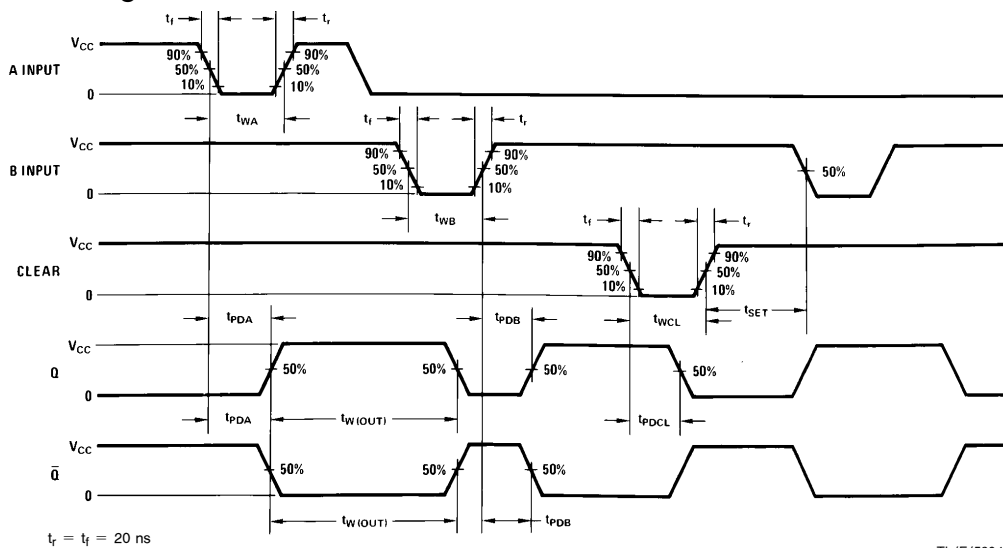 tf tr
VCC
90% 90%
A INPUT 50% 50%
10% 10%
0
tWA tf tr
VCC
90% 90%
B INPUT 50% 50% 50%
10% 10%
0
tWB tf tr
VCC
90% 90%
CLEAR 50% 50%
10% 10%
0
tPDA tPDB tWCL tSET
VCC
Q 50% 50% 50% 50%
0
tPDA tW(OUT) tPDCL
VCC
Q̄ 50% 50% 50%
0
tW(OUT) tPDB
tr = tf = 20 ns